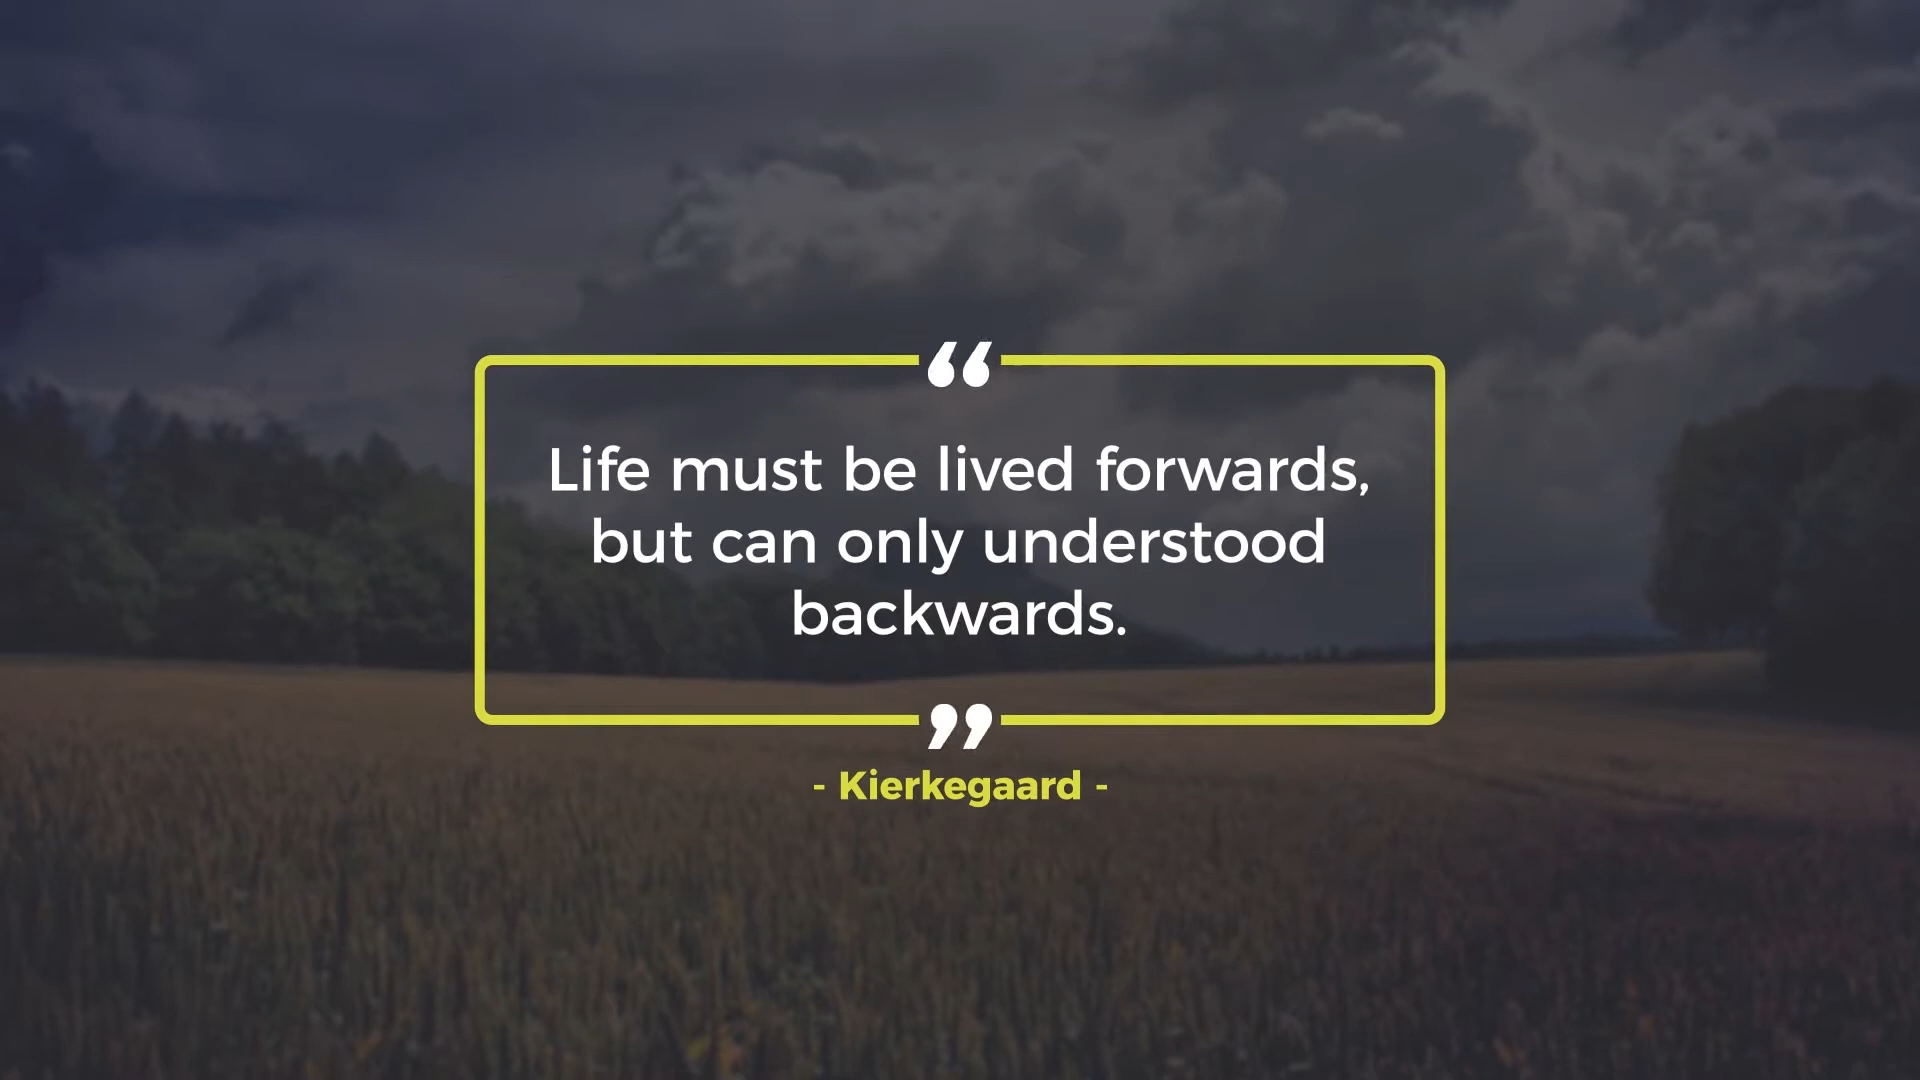 “
Life must be lived forwards,
but can only understood
backwards.
”
- Kierkegaard -